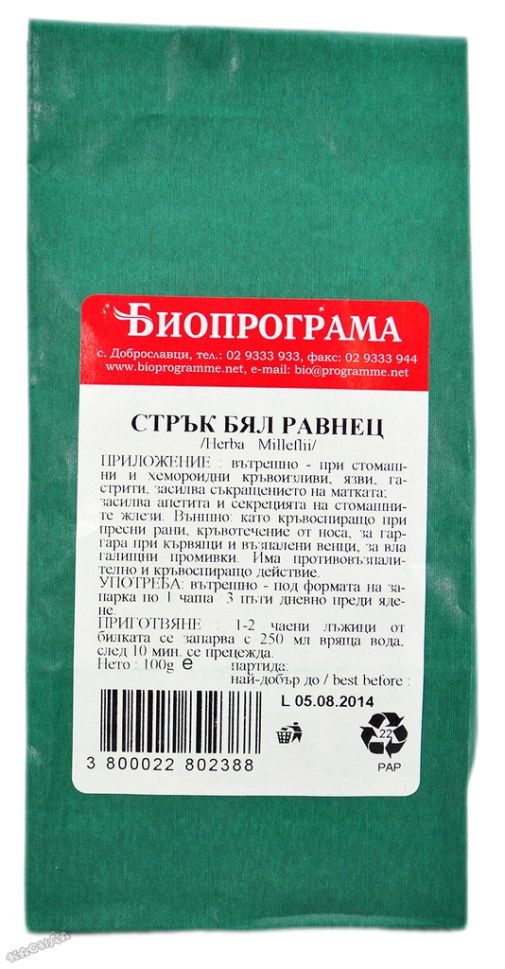 БИОПРОГРАМА
с. Доброславци, тел.: 02 9333 933, факс: 02 9333 944
www.bioprogramme.net, e-mail: bio@programme.net
СТРЪК БЯЛ РАВНЕЦ
/Herba Milleflii/
ПРИЛОЖЕНИЕ : вътрешно - при стомаш-
ни и хемороидни кръвоизливи, язви, га-
стрити, засилва съкращението на матката;
засилва апетита и секрецията на стомашни-
те жлези. Външно: като кръвоспиращо при
пресни рани, кръвотечение от носа, за гар-
гара при кървящи и възпалени венци, за вла
галищни промивки. Има противовъзпали-
телно и кръвоспиращо действие.
УПОТРЕБА: вътрешно - под формата на за-
парка по 1 чаша 3 пъти дневно преди яде-
не.
ПРИГОТВЯНЕ : 1-2 чаени лъжици от
билката се запарва с 250 мл вряща вода,
след 10 мин. се прецежда.
Нето : 100g e партида:
най-добър до / best before :
L 05.08.2014
3 800022 802388
22
PAP
КАСНАК